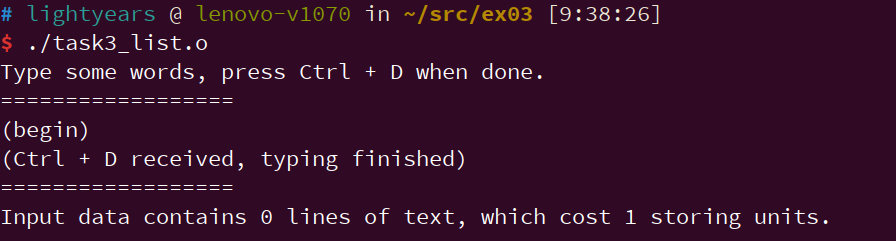 # lightyears @ lenovo-v1070 in ~/src/ex03 [9:38:26]
$ ./task3_list.o
Type some words, press Ctrl + D when done.
==================
(begin)
(Ctrl + D received, typing finished)
==================
Input data contains 0 lines of text, which cost 1 storing units.